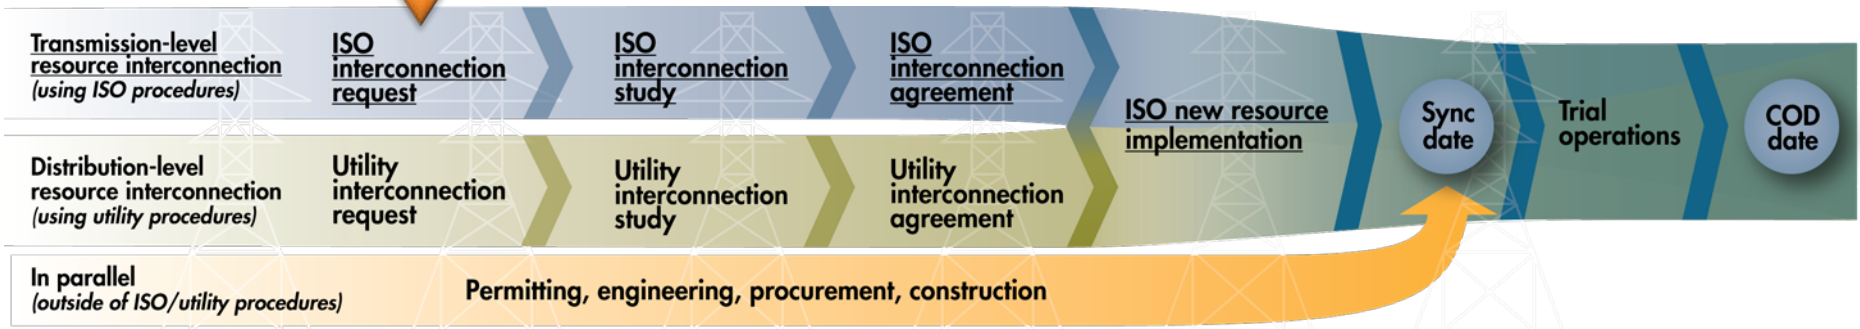 Transmission-level
resource interconnection
(using ISO procedures)
ISO
interconnection
request
ISO
interconnection
study
ISO
interconnection
agreement
Distribution-level
resource interconnection
(using utility procedures)
Utility
interconnection
request
Utility
interconnection
study
Utility
interconnection
agreement
ISO new resource
implementation
Sync
date
Trial
operations
COD
date
In parallel
(outside of ISO/utility procedures)
Permitting, engineering, procurement, construction